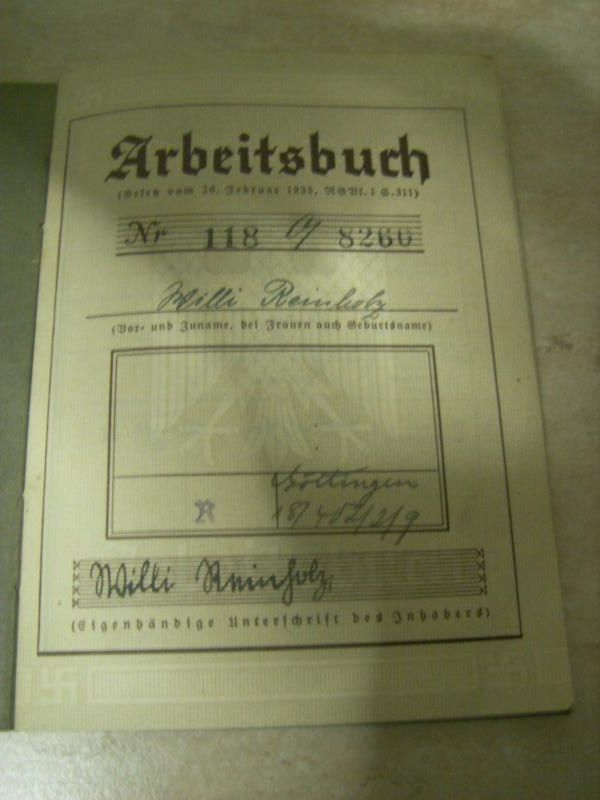 Arbeitsbuch
(Gesetz vom 26. Februar 1935, RGBl. I S. 311)
Nr 118 8260
Willi Reinholz
(Vor- und Zuname, bei Frauen auch Geburtsname)
R
Willi Reinholz
(Eigenhändige Unterschrift des Inhabers)